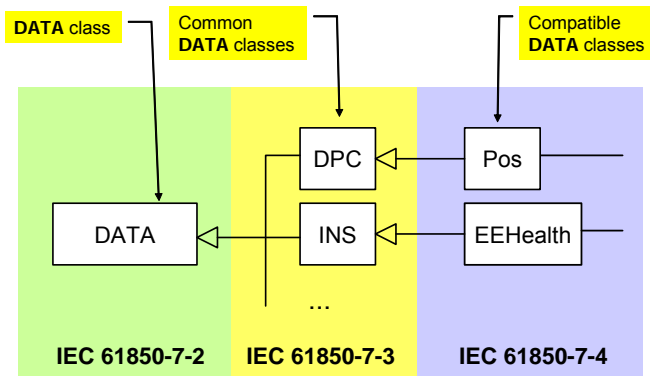 DATA class
Common
DATA classes
Compatible
DATA classes
DPC
Pos
DATA
INS
EEHealth
...
IEC 61850-7-2
IEC 61850-7-3
IEC 61850-7-4